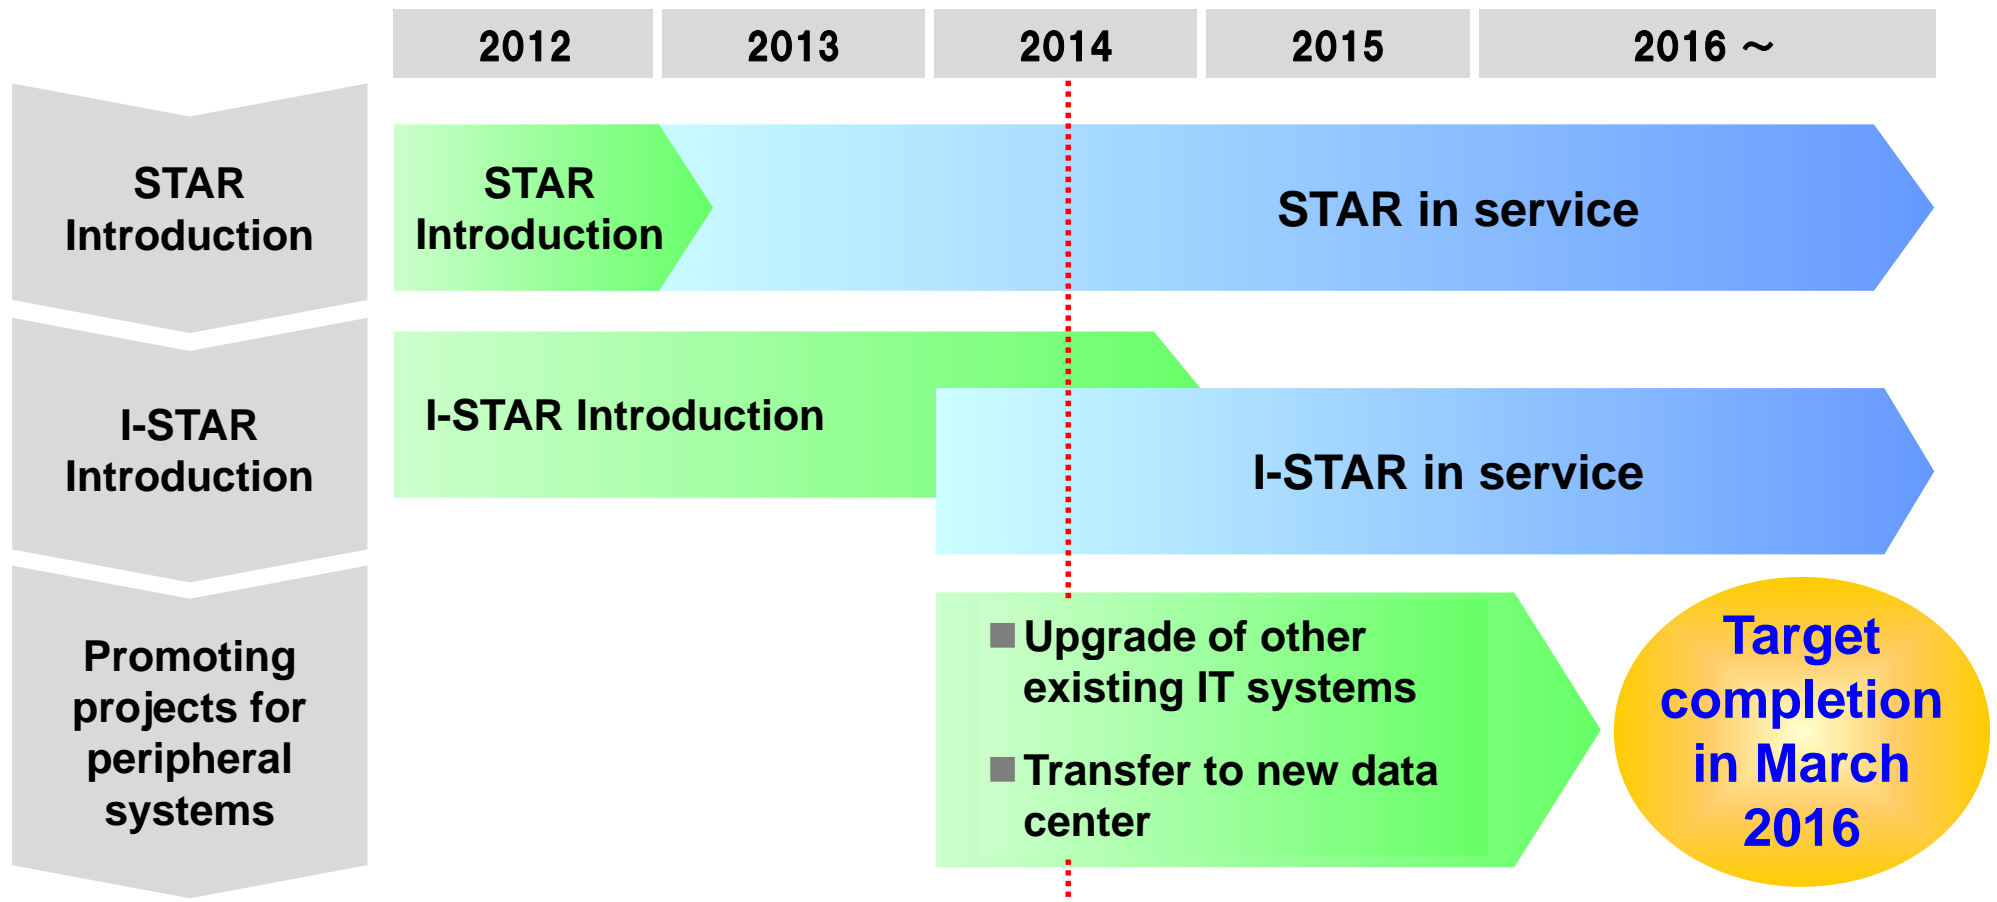 2012
2013
2014
2015
2016 ～
STAR
Introduction
STAR
Introduction
STAR in service
I-STAR
Introduction
I-STAR Introduction
I-STAR in service
Promoting
projects for
peripheral
systems
Upgrade of other
existing IT systems
Transfer to new data
center
Target
completion
in March
2016